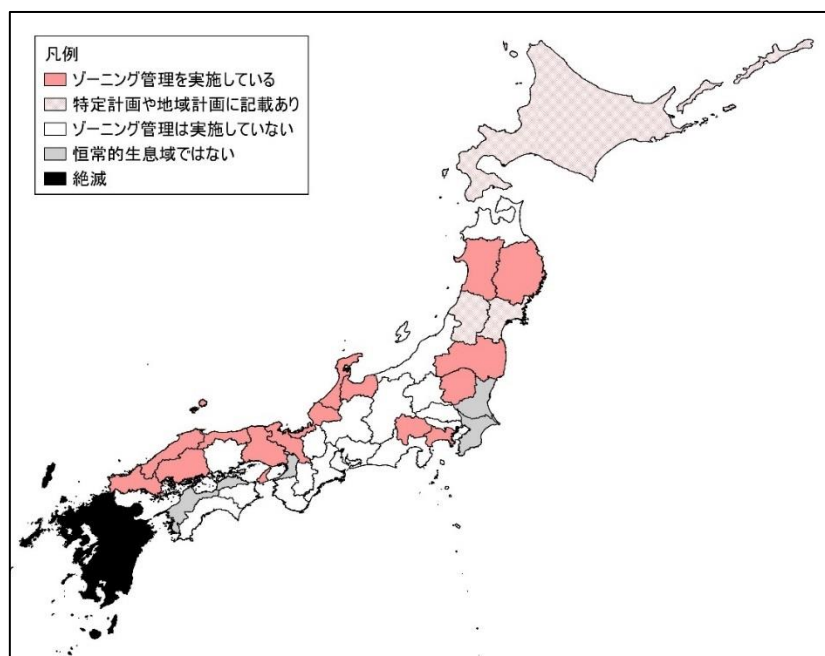 凡例
ゾーニング管理を実施している
特定計画や地域計画に記載あり
ゾーニング管理は実施していない
恒常的生息域ではない
絶滅